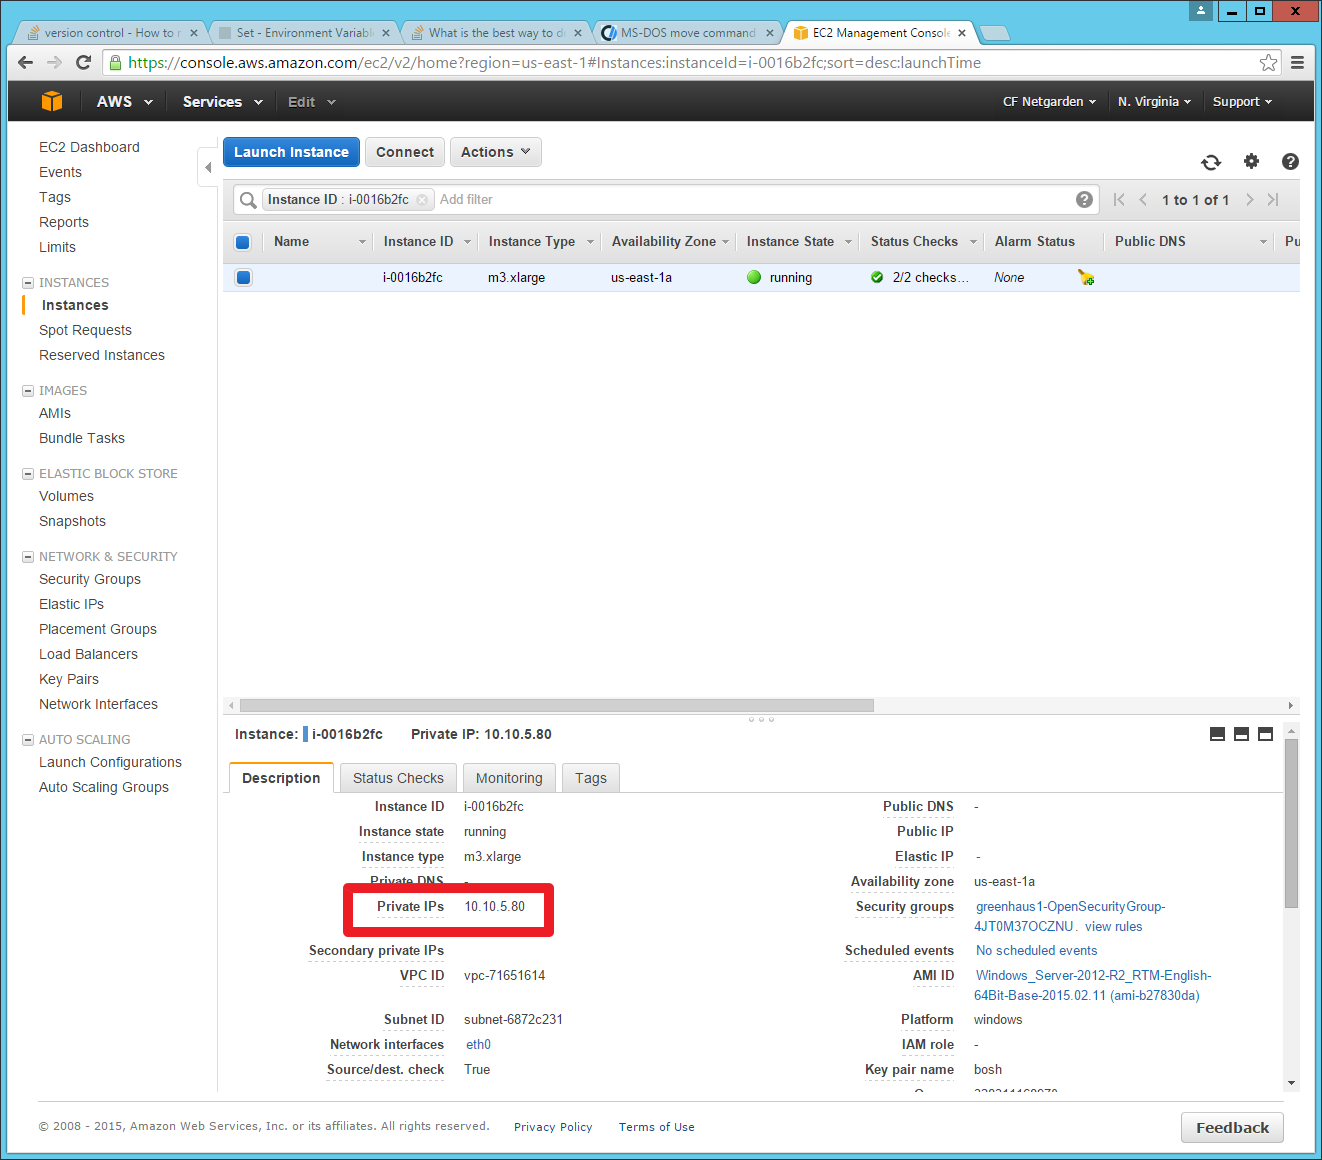 version control - How to r
Set - Environment Variabl
What is the best way to d
MS-DOS move command
EC2 Management Console
https://console.aws.amazon.com/ec2/v2/home?region=us-east-1#Instances:instanceId=i-0016b2fc;sort=desc:launchTime
AWS Services Edit CF Netgarden N. Virginia Support
EC2 Dashboard
Events
Tags
Reports
Limits
INSTANCES
Instances
Spot Requests
Reserved Instances
IMAGES
AMIs
Bundle Tasks
ELASTIC BLOCK STORE
Volumes
Snapshots
NETWORK & SECURITY
Security Groups
Elastic IPs
Placement Groups
Load Balancers
Key Pairs
Network Interfaces
AUTO SCALING
Launch Configurations
Auto Scaling Groups
Launch Instance Connect Actions
Instance ID : i-0016b2fc Add filter 1 to 1 of 1
Name Instance ID Instance Type Availability Zone Instance State Status Checks Alarm Status Public DNS Pu
i-0016b2fc m3.xlarge us-east-1a running 2/2 checks... None
Instance: i-0016b2fc Private IP: 10.10.5.80
Description Status Checks Monitoring Tags
Instance ID i-0016b2fc
Instance state running
Instance type m3.xlarge
Private DNS -
Private IPs 10.10.5.80
Secondary private IPs
VPC ID vpc-71651614
Subnet ID subnet-6872c231
Network interfaces eth0
Source/dest. check True
Public DNS -
Public IP
Elastic IP -
Availability zone us-east-1a
Security groups greenhaus1-OpenSecurityGroup-
4JT0M37OCZNU. view rules
Scheduled events No scheduled events
AMI ID Windows_Server-2012-R2_RTM-English-
64Bit-Base-2015.02.11 (ami-b27830da)
Platform windows
IAM role -
Key pair name bosh
© 2008 - 2015, Amazon Web Services, Inc. or its affiliates. All rights reserved. Privacy Policy Terms of Use
Feedback